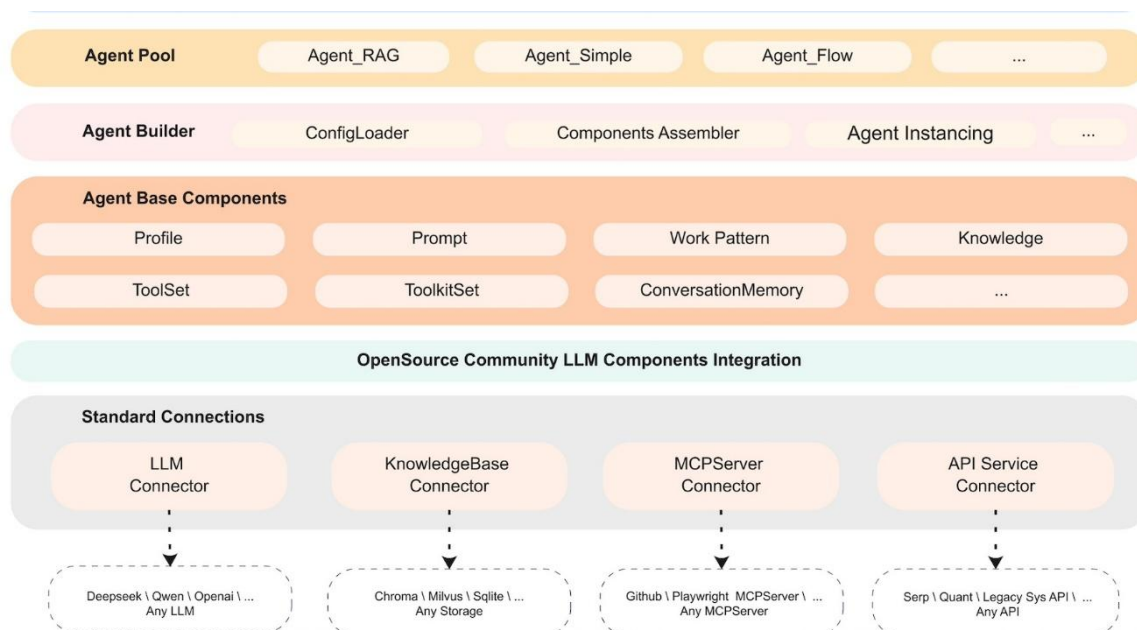 Agent Pool
Agent_RAG
Agent_Simple
Agent_Flow
...
Agent Builder
ConfigLoader
Components Assembler
Agent Instancing
...
Agent Base Components
Profile
Prompt
Work Pattern
Knowledge
ToolSet
ToolkitSet
ConversationMemory
...
OpenSource Community LLM Components Integration
Standard Connections
LLM
Connector
KnowledgeBase
Connector
MCPServer
Connector
API Service
Connector
Deepseek \ Qwen \ Openai \ ...
Any LLM
Chroma \ Milvus \ Sqlite \ ...
Any Storage
Github \ Playwright MCPServer \ ...
Any MCPServer
Serp \ Quant \ Legacy Sys API \ ...
Any API